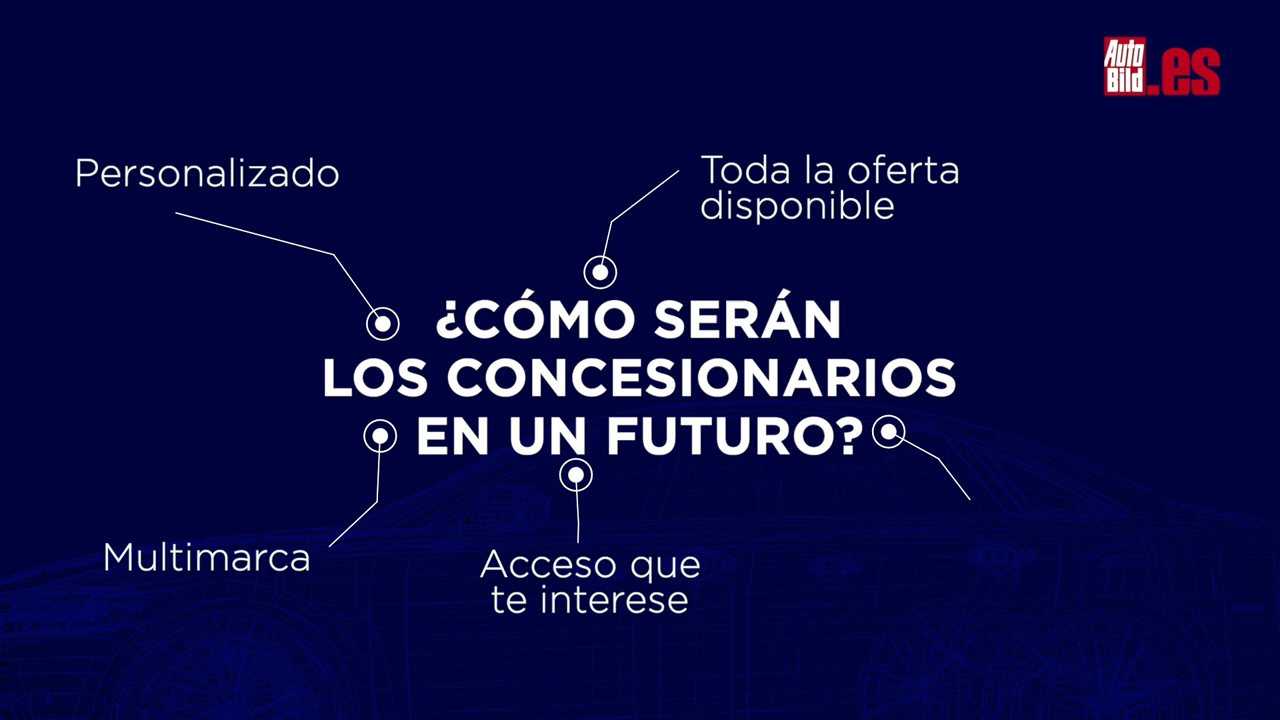 Auto
Bild.es
Personalizado
Toda la oferta
disponible
¿CÓMO SERÁN
LOS CONCESIONARIOS
EN UN FUTURO?
Multimarca
Acceso que
te interese